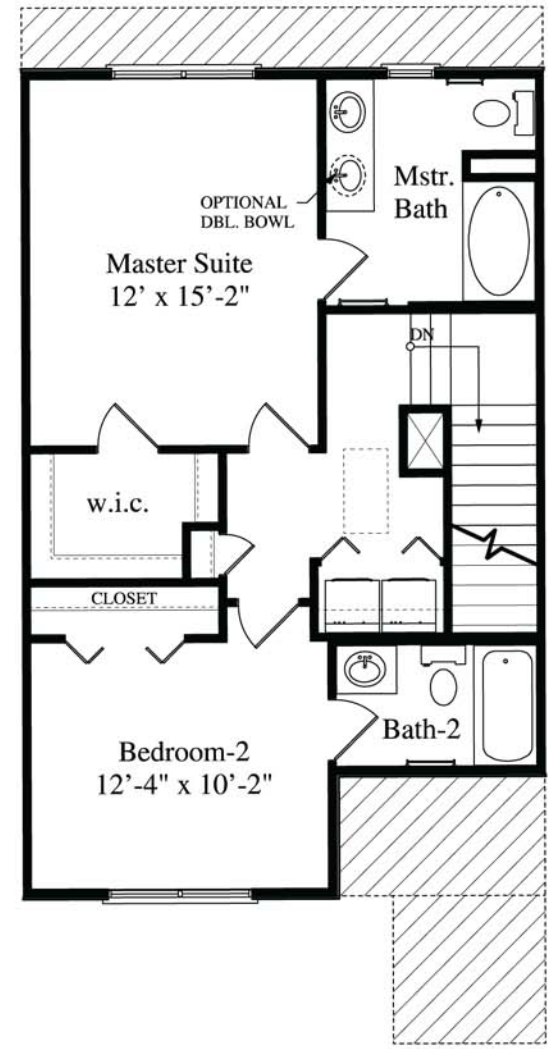 OPTIONAL
DBL. BOWL
Mstr.
Bath
Master Suite
12' x 15'-2"
DN
w.i.c.
CLOSET
Bedroom-2
12'-4" x 10'-2"
Bath-2